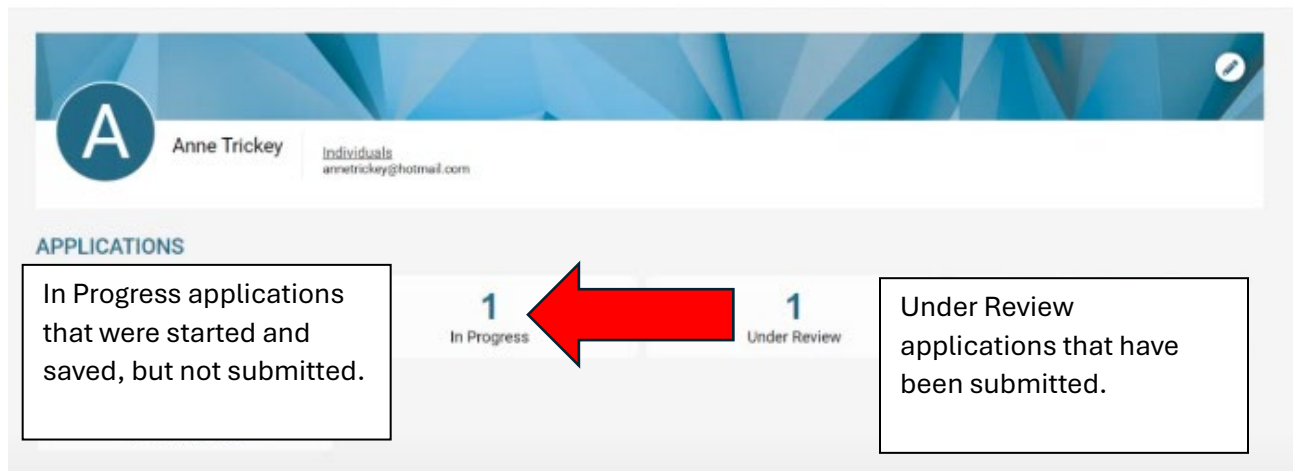 A
Anne Trickey
Individuals
annetrickey@hotmail.com
APPLICATIONS
In Progress applications
that were started and
saved, but not submitted.
1
In Progress
1
Under Review
Under Review
applications that have
been submitted.